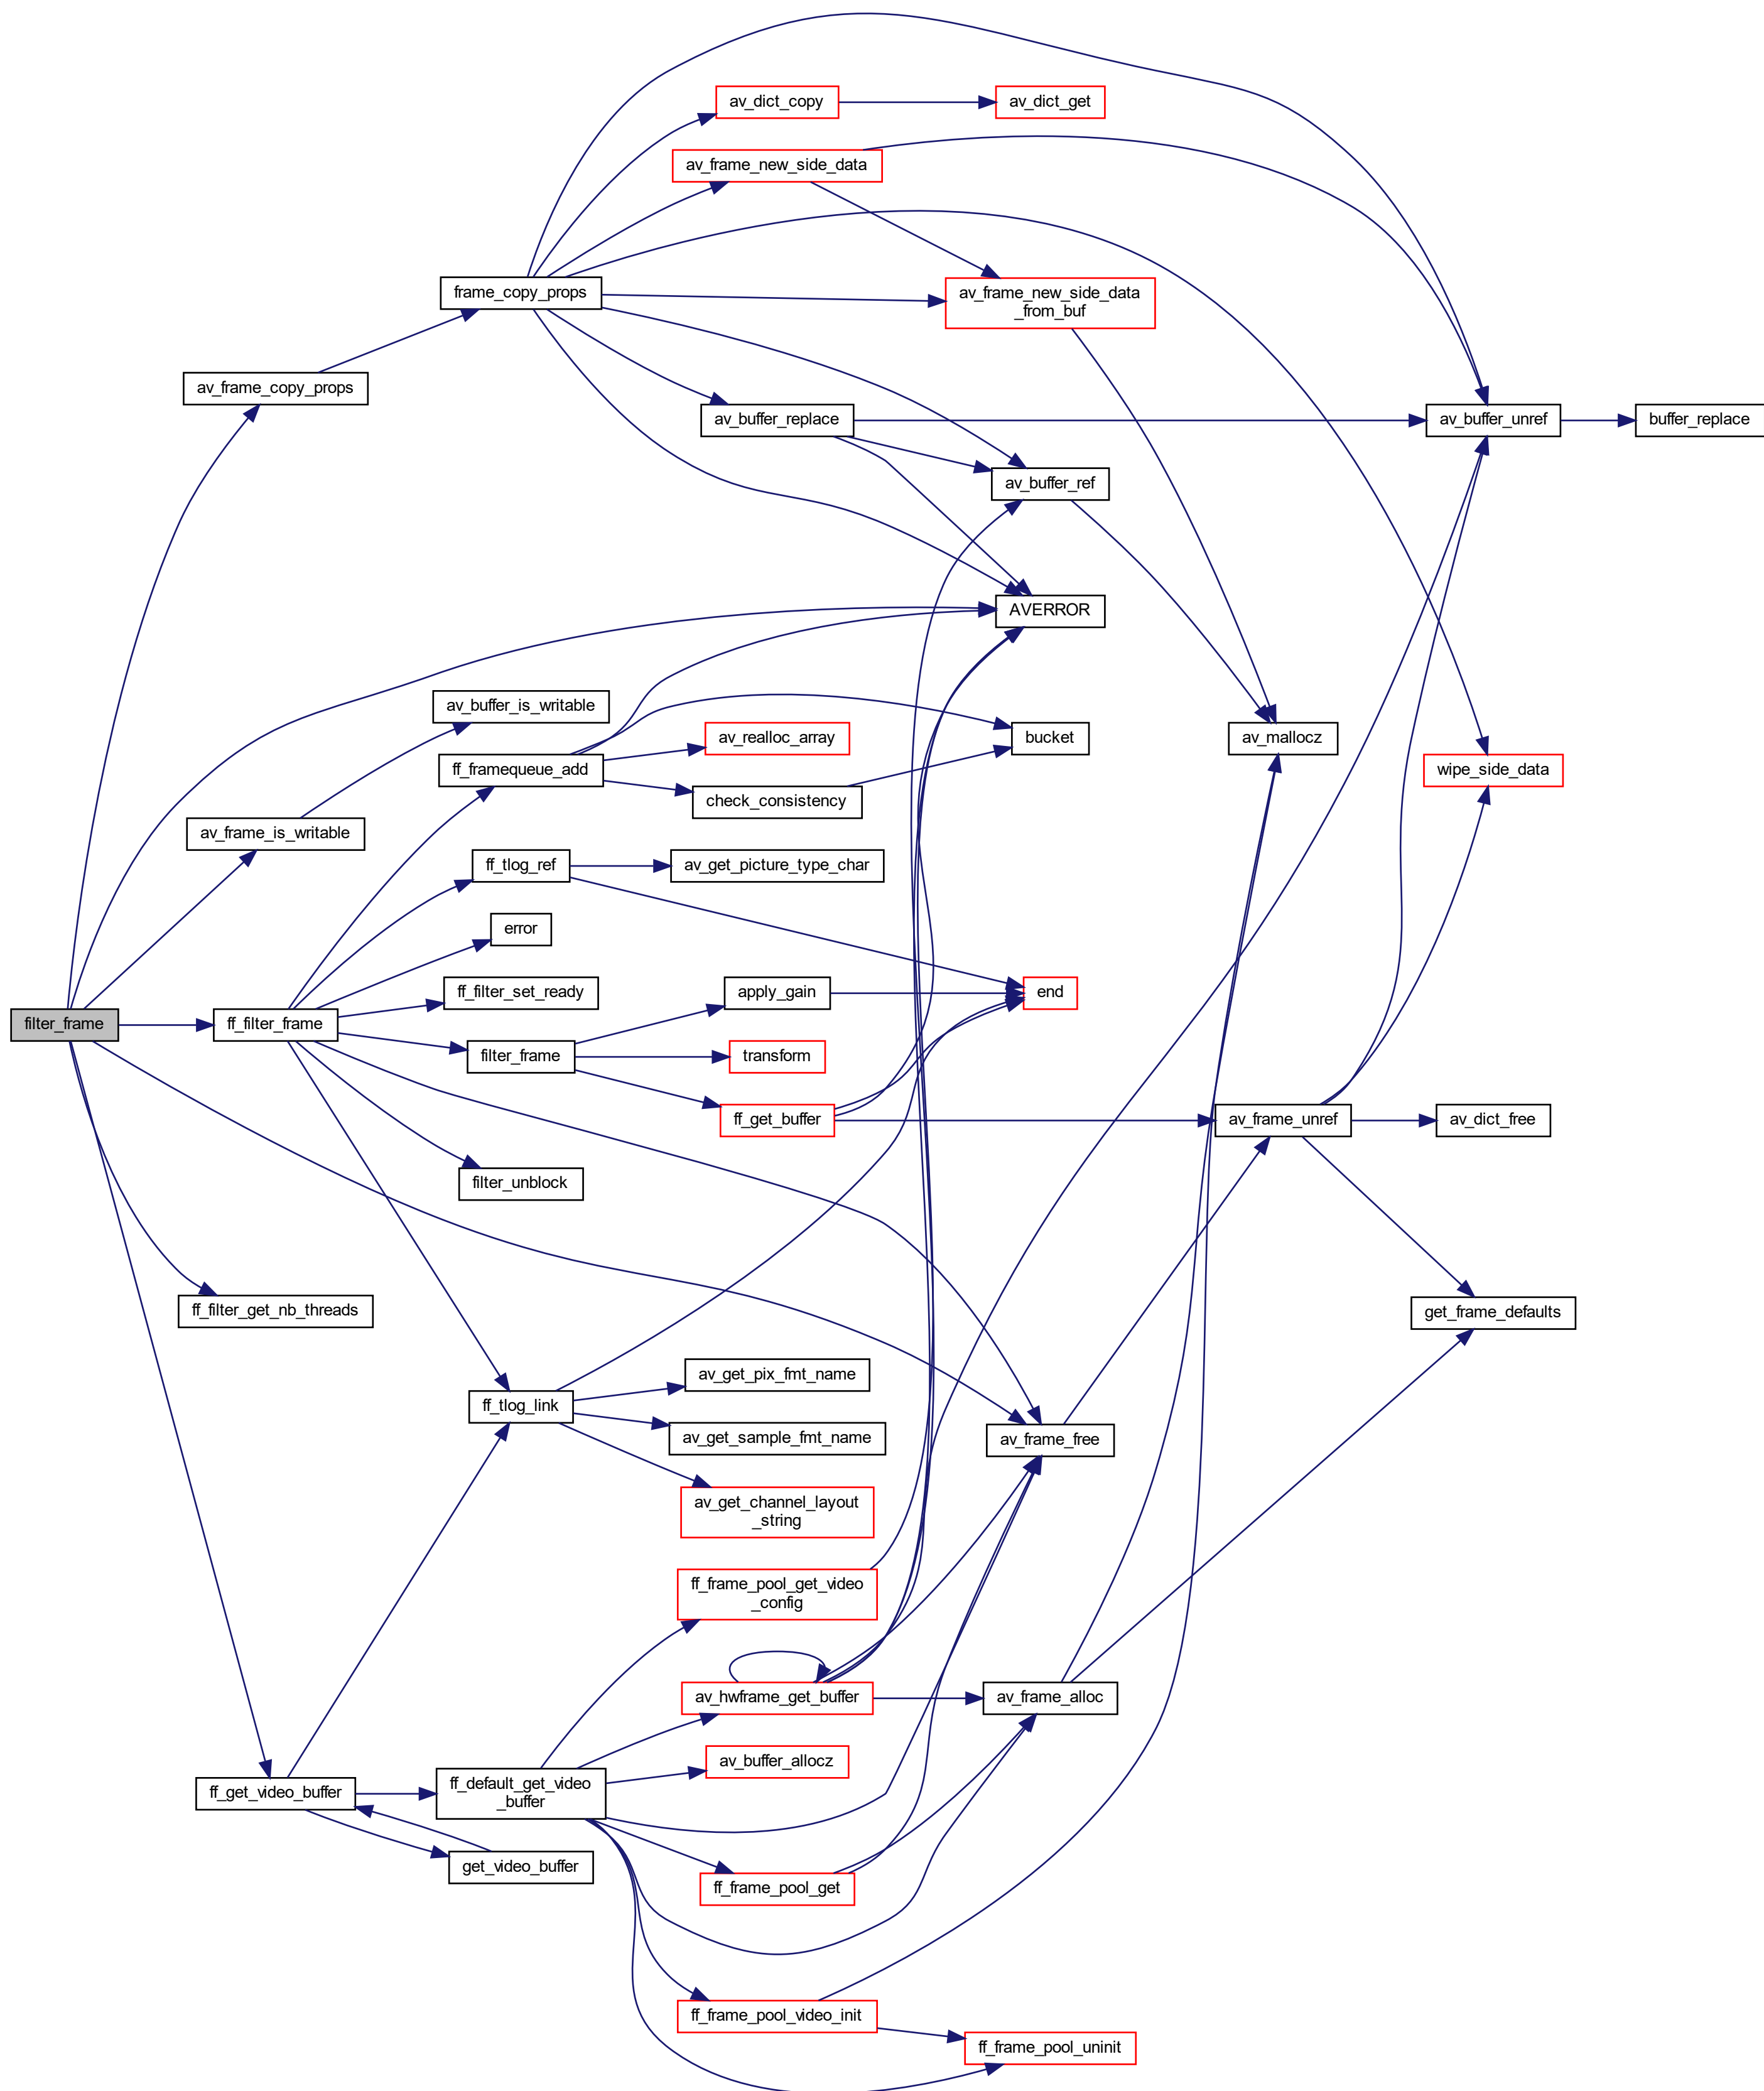 av_dict_copy
av_dict_get
av_frame_new_side_data
frame_copy_props
av_frame_new_side_data
_from_buf
av_frame_copy_props
av_buffer_replace
av_buffer_unref
buffer_replace
av_buffer_ref
AVERROR
av_buffer_is_writable
av_realloc_array
bucket
av_mallocz
ff_framequeue_add
wipe_side_data
check_consistency
av_frame_is_writable
ff_tlog_ref
av_get_picture_type_char
error
ff_filter_set_ready
apply_gain
end
filter_frame
ff_filter_frame
filter_frame
transform
ff_get_buffer
av_frame_unref
av_dict_free
filter_unblock
ff_filter_get_nb_threads
get_frame_defaults
av_get_pix_fmt_name
ff_tlog_link
av_get_sample_fmt_name
av_frame_free
av_get_channel_layout
_string
ff_frame_pool_get_video
_config
av_hwframe_get_buffer
av_frame_alloc
av_buffer_allocz
ff_get_video_buffer
ff_default_get_video
_buffer
get_video_buffer
ff_frame_pool_get
ff_frame_pool_video_init
ff_frame_pool_uninit